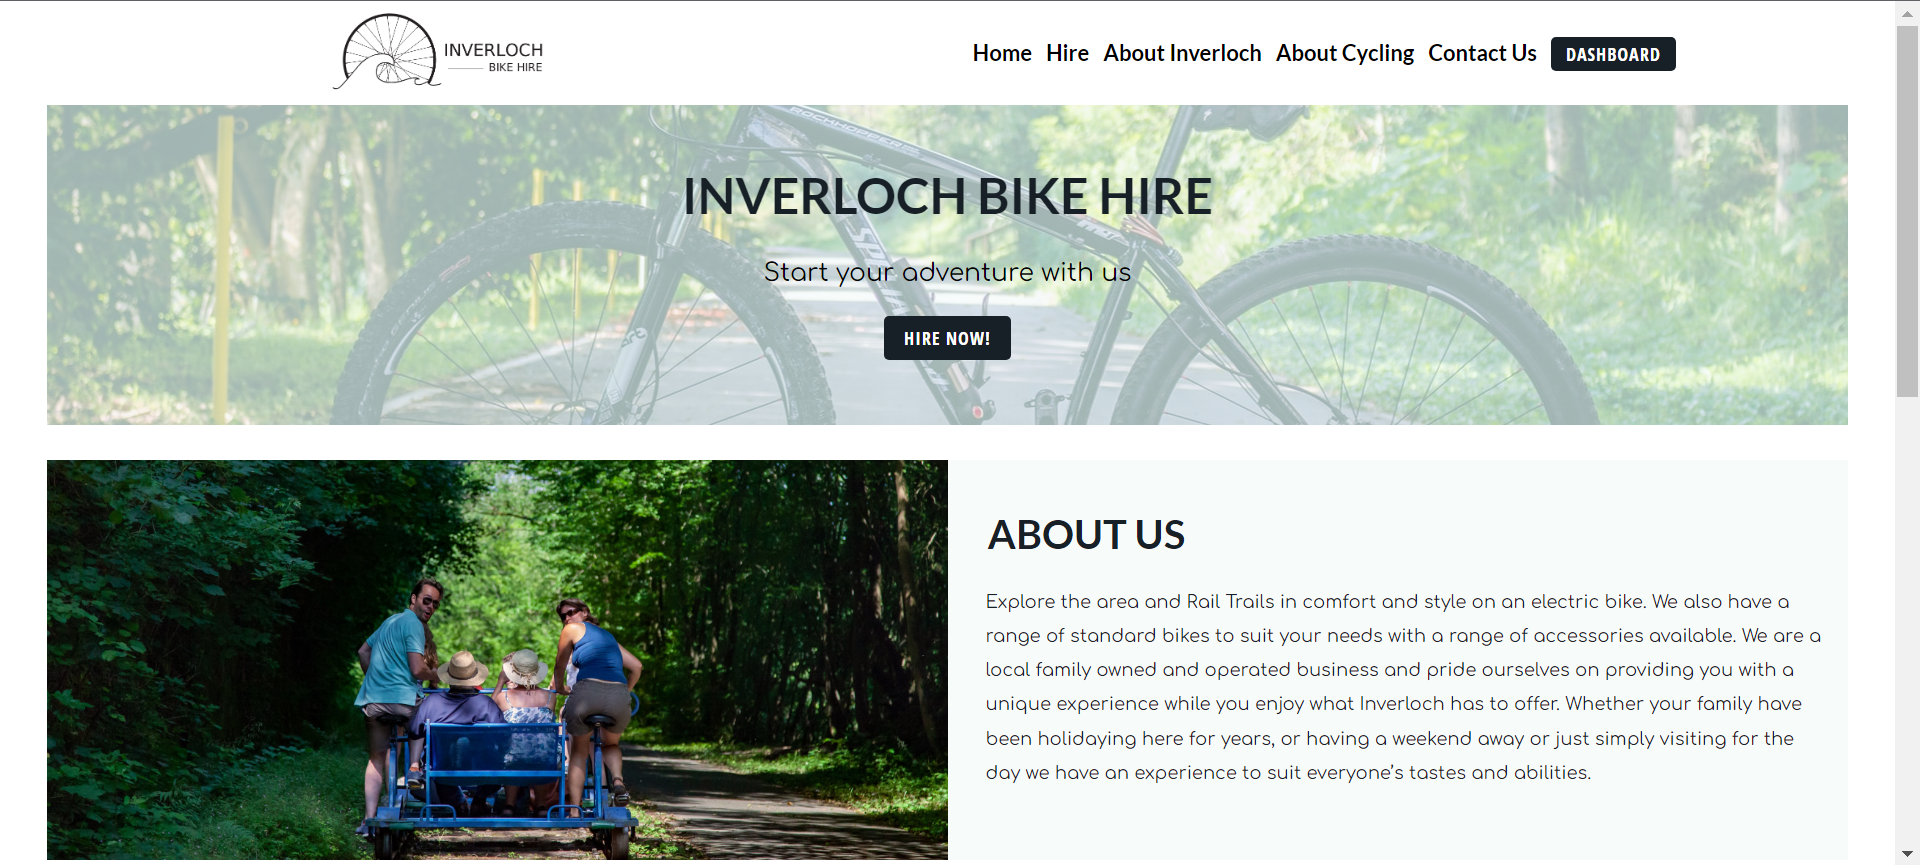 INVERLOCH
BIKE HIRE
Home Hire About Inverloch About Cycling Contact Us DASHBOARD
ROCKHOPPER
INVERLOCH BIKE HIRE
Start your adventure with us
HIRE NOW!
ABOUT US
Explore the area and Rail Trails in comfort and style on an electric bike. We also have a
range of standard bikes to suit your needs with a range of accessories available. We are a
local family owned and operated business and pride ourselves on providing you with a
unique experience while you enjoy what Inverloch has to offer. Whether your family have
been holidaying here for years, or having a weekend away or just simply visiting for the
day we have an experience to suit everyone’s tastes and abilities.